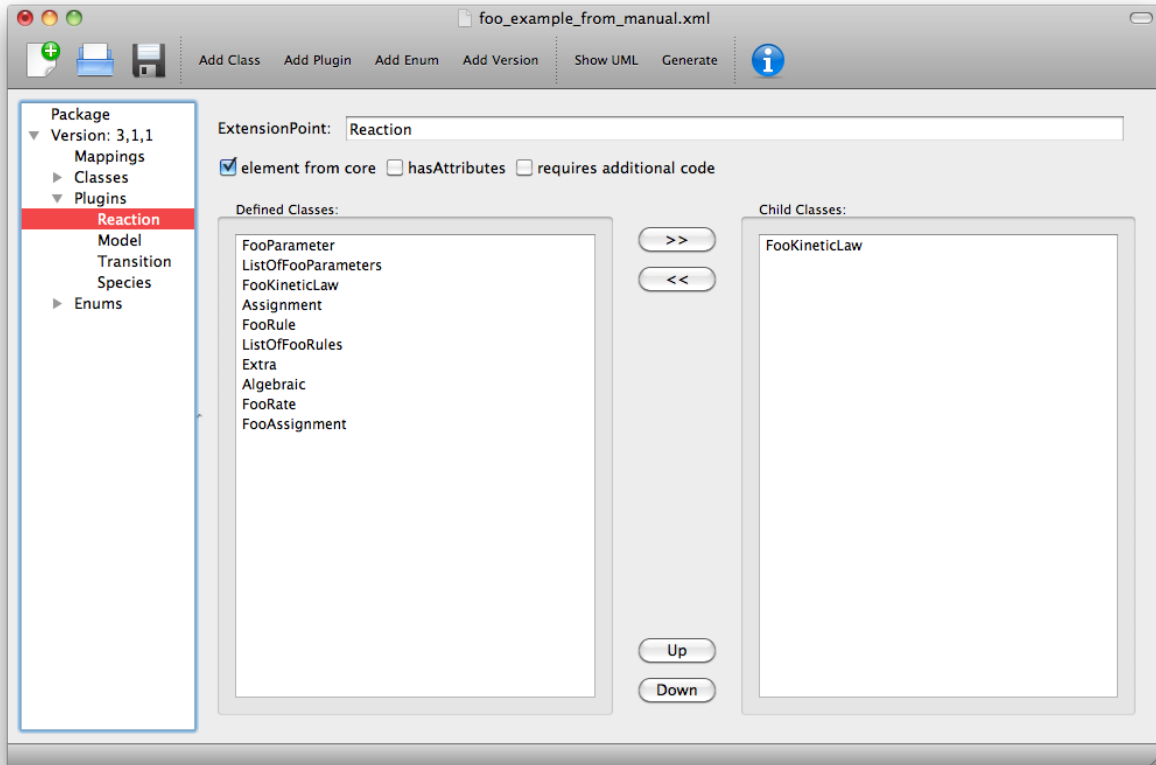 foo_example_from_manual.xml
Add Class Add Plugin Add Enum Add Version Show UML Generate
Package
Version: 3,1,1
Mappings
Classes
Plugins
Reaction
Model
Transition
Species
Enums
ExtensionPoint: Reaction
element from core hasAttributes requires additional code
Defined Classes:
FooParameter
ListOfFooParameters
FooKineticLaw
Assignment
FooRule
ListOfFooRules
Extra
Algebraic
FooRate
FooAssignment
>>
<<
Up
Down
Child Classes:
FooKineticLaw